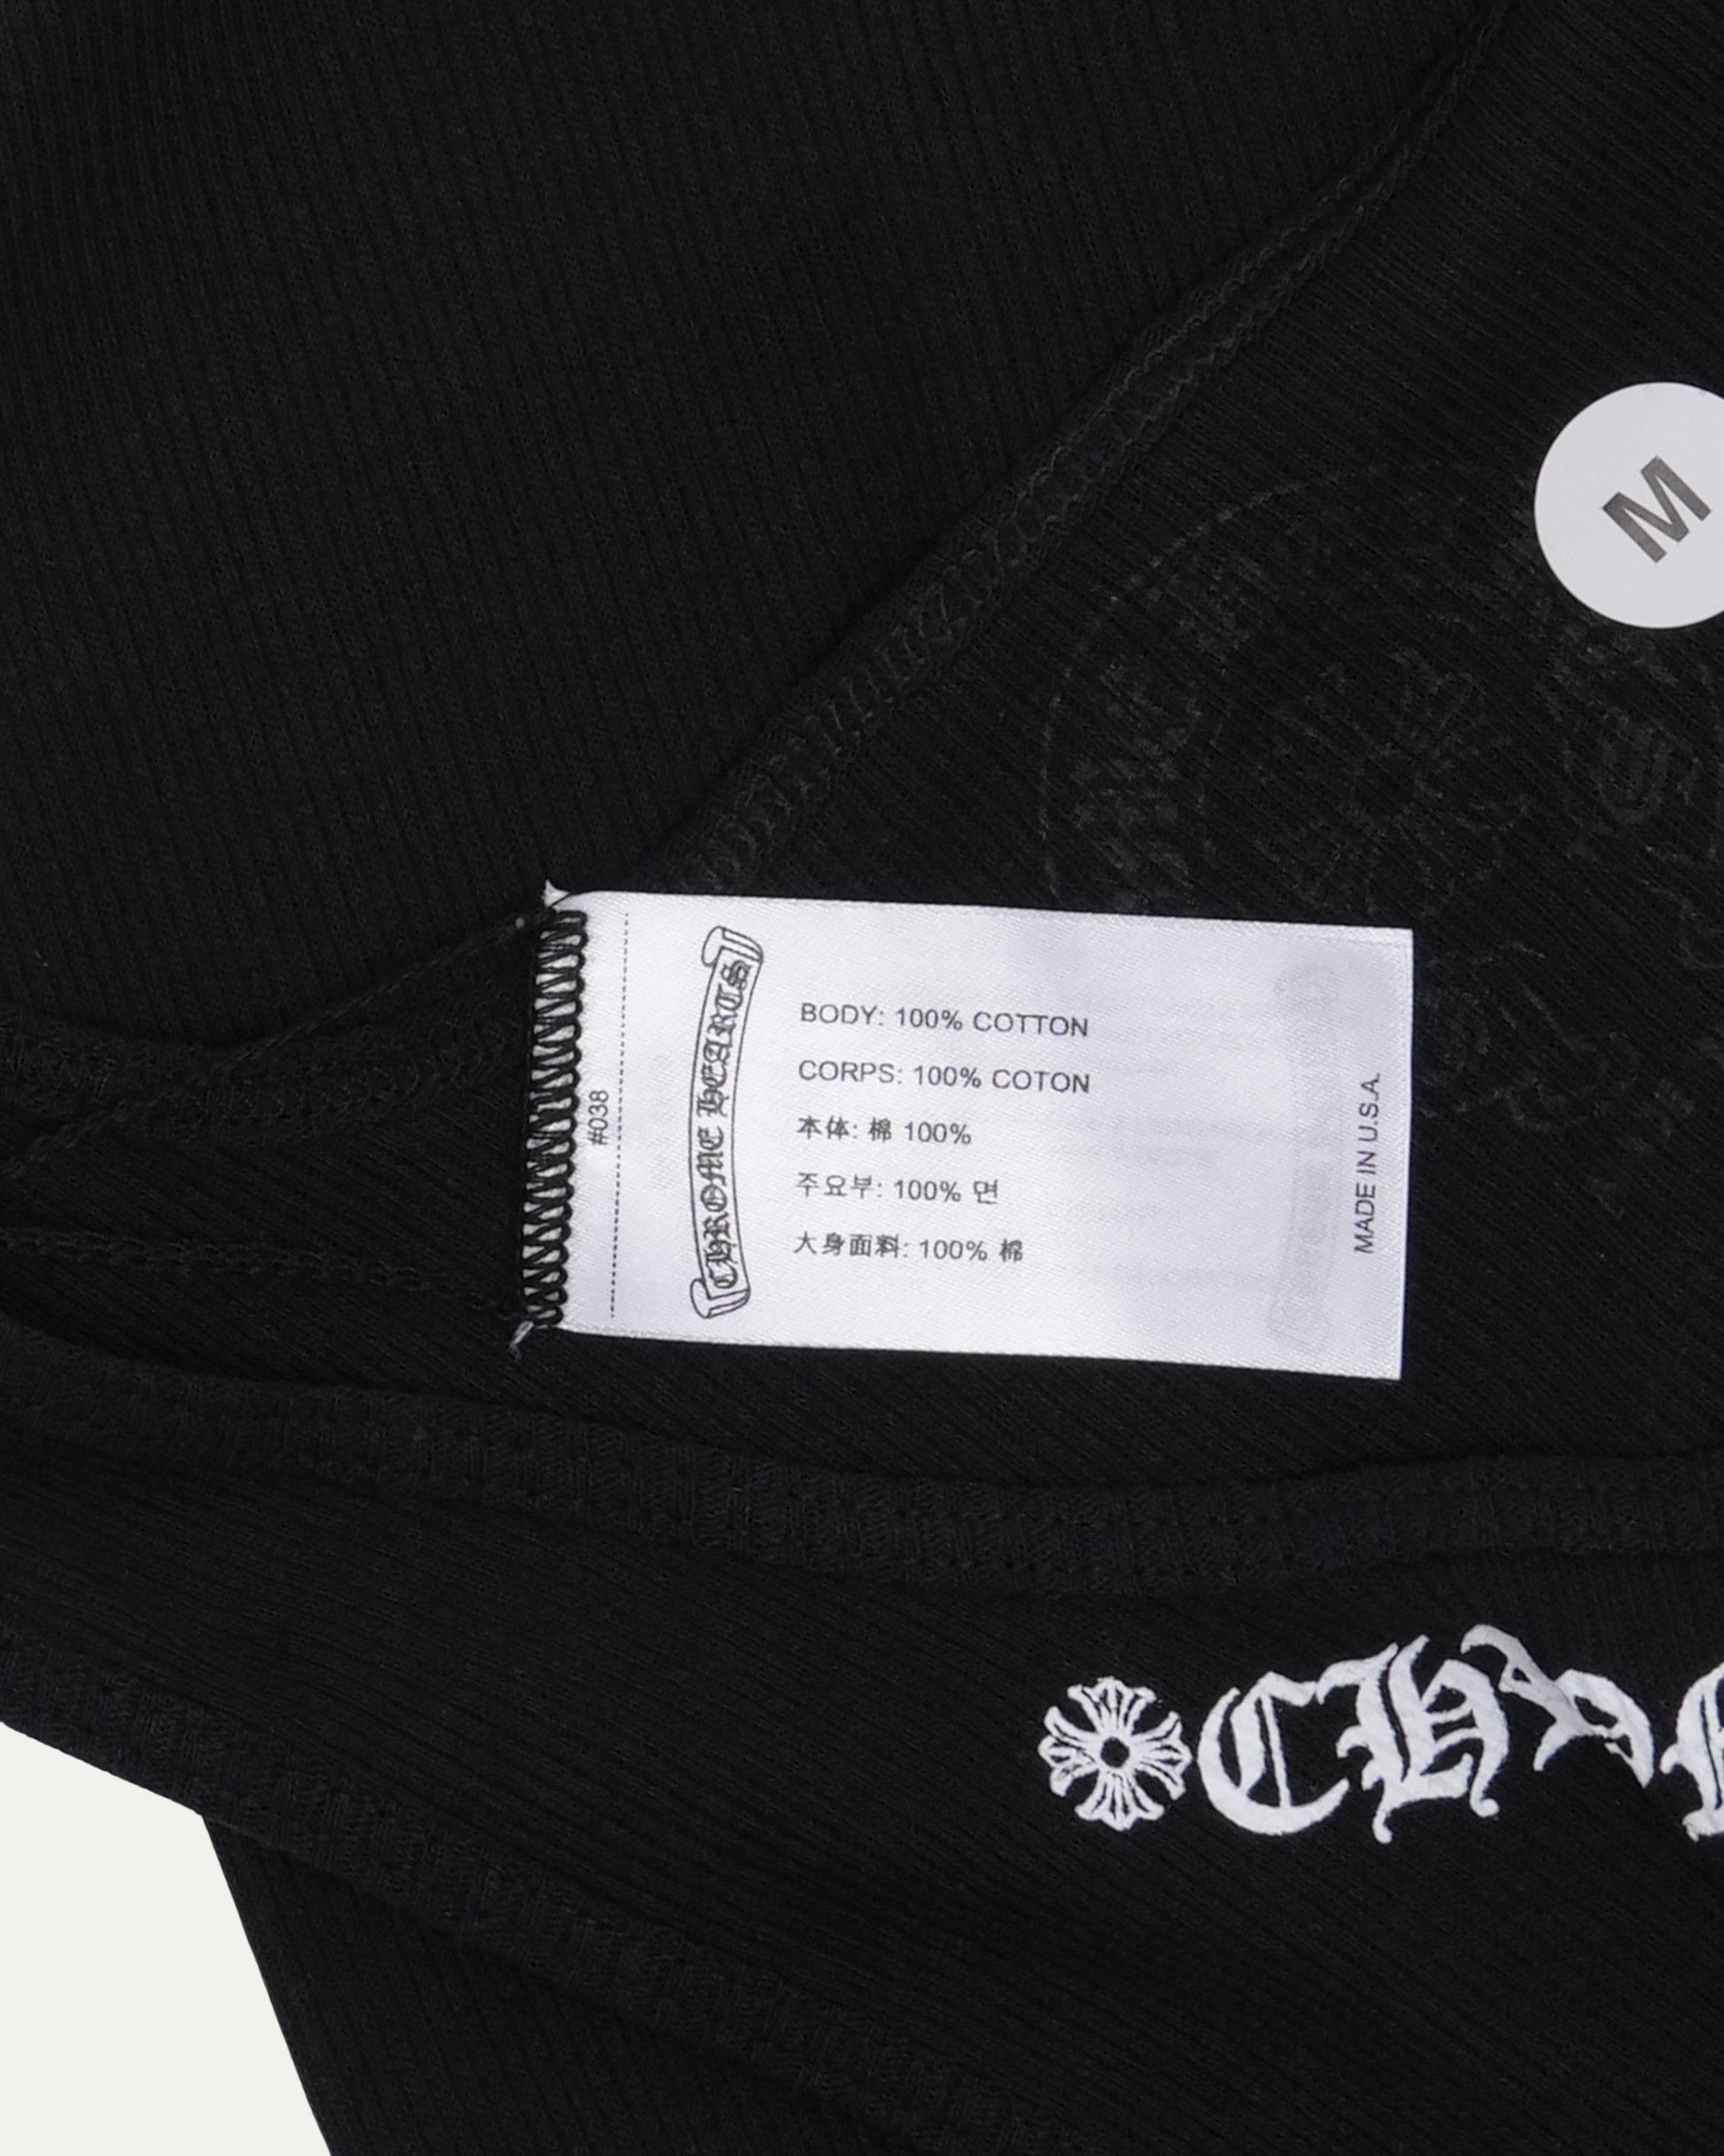 M
#038
CHROME HEARTS
BODY: 100% COTTON
CORPS: 100% COTON
本体: 棉 100%
주요부: 100% 면
大身面料: 100% 棉
MADE IN U.S.A.
CH